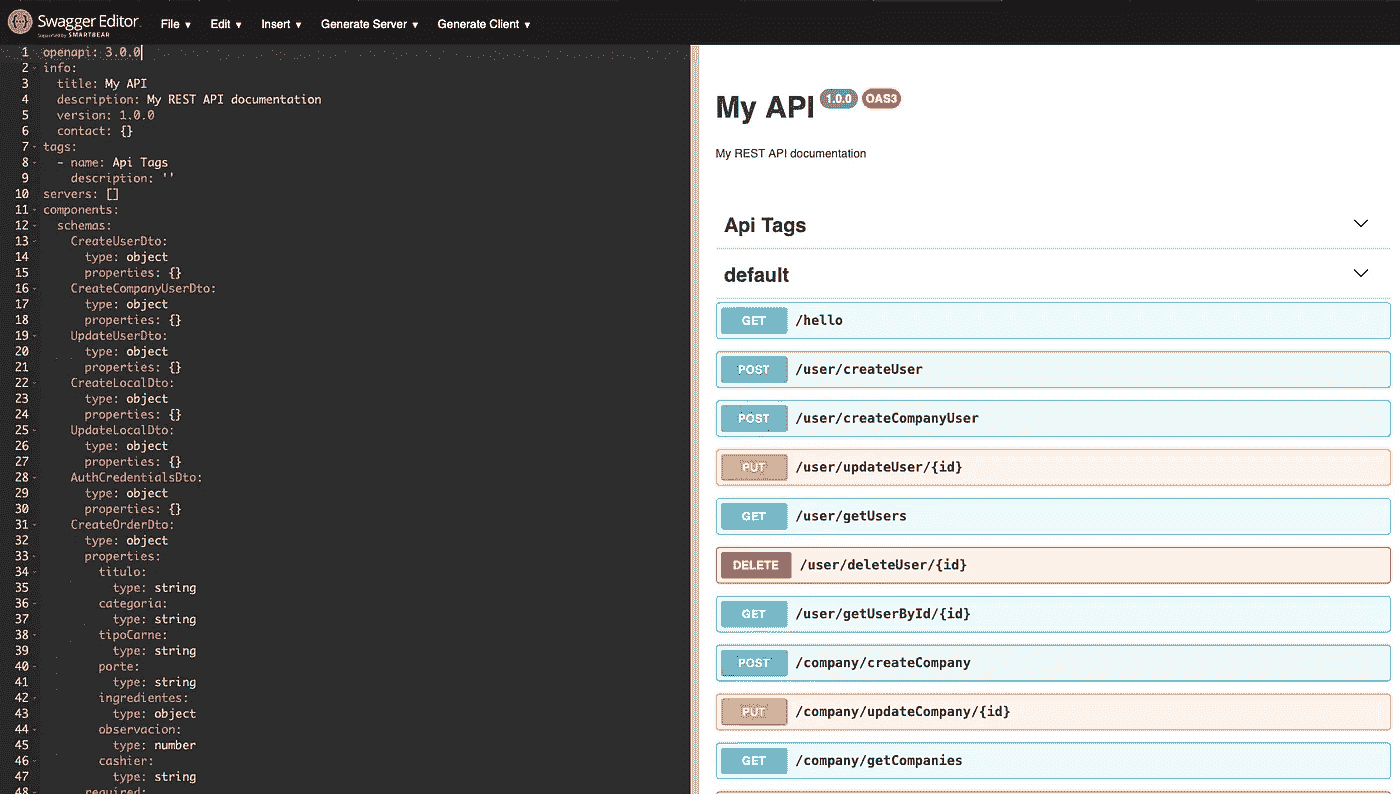 Swagger Editor.
Supported by SMARTBEAR
File ▾ Edit ▾ Insert ▾ Generate Server ▾ Generate Client ▾
1 openapi: 3.0.0
2 info:
3 title: My API
4 description: My REST API documentation
5 version: 1.0.0
6 contact: {}
7 tags:
8 - name: Api Tags
9 description: ''
10 servers: []
11 components:
12 schemas:
13 CreateUserDto:
14 type: object
15 properties: {}
16 CreateCompanyUserDto:
17 type: object
18 properties: {}
19 UpdateUserDto:
20 type: object
21 properties: {}
22 CreateLocalDto:
23 type: object
24 properties: {}
25 UpdateLocalDto:
26 type: object
27 properties: {}
28 AuthCredentialsDto:
29 type: object
30 properties: {}
31 CreateOrderDto:
32 type: object
33 properties:
34 titulo:
35 type: string
36 categoria:
37 type: string
38 tipoCarne:
39 type: string
40 porte:
41 type: string
42 ingredientes:
43 type: object
44 observacion:
45 type: number
46 cashier:
47 type: string
48 required:
My API 1.0.0 OAS3
My REST API documentation
Api Tags
default
GET /hello
POST /user/createUser
POST /user/createCompanyUser
PUT /user/updateUser/{id}
GET /user/getUsers
DELETE /user/deleteUser/{id}
GET /user/getUserById/{id}
POST /company/createCompany
PUT /company/updateCompany/{id}
GET /company/getCompanies